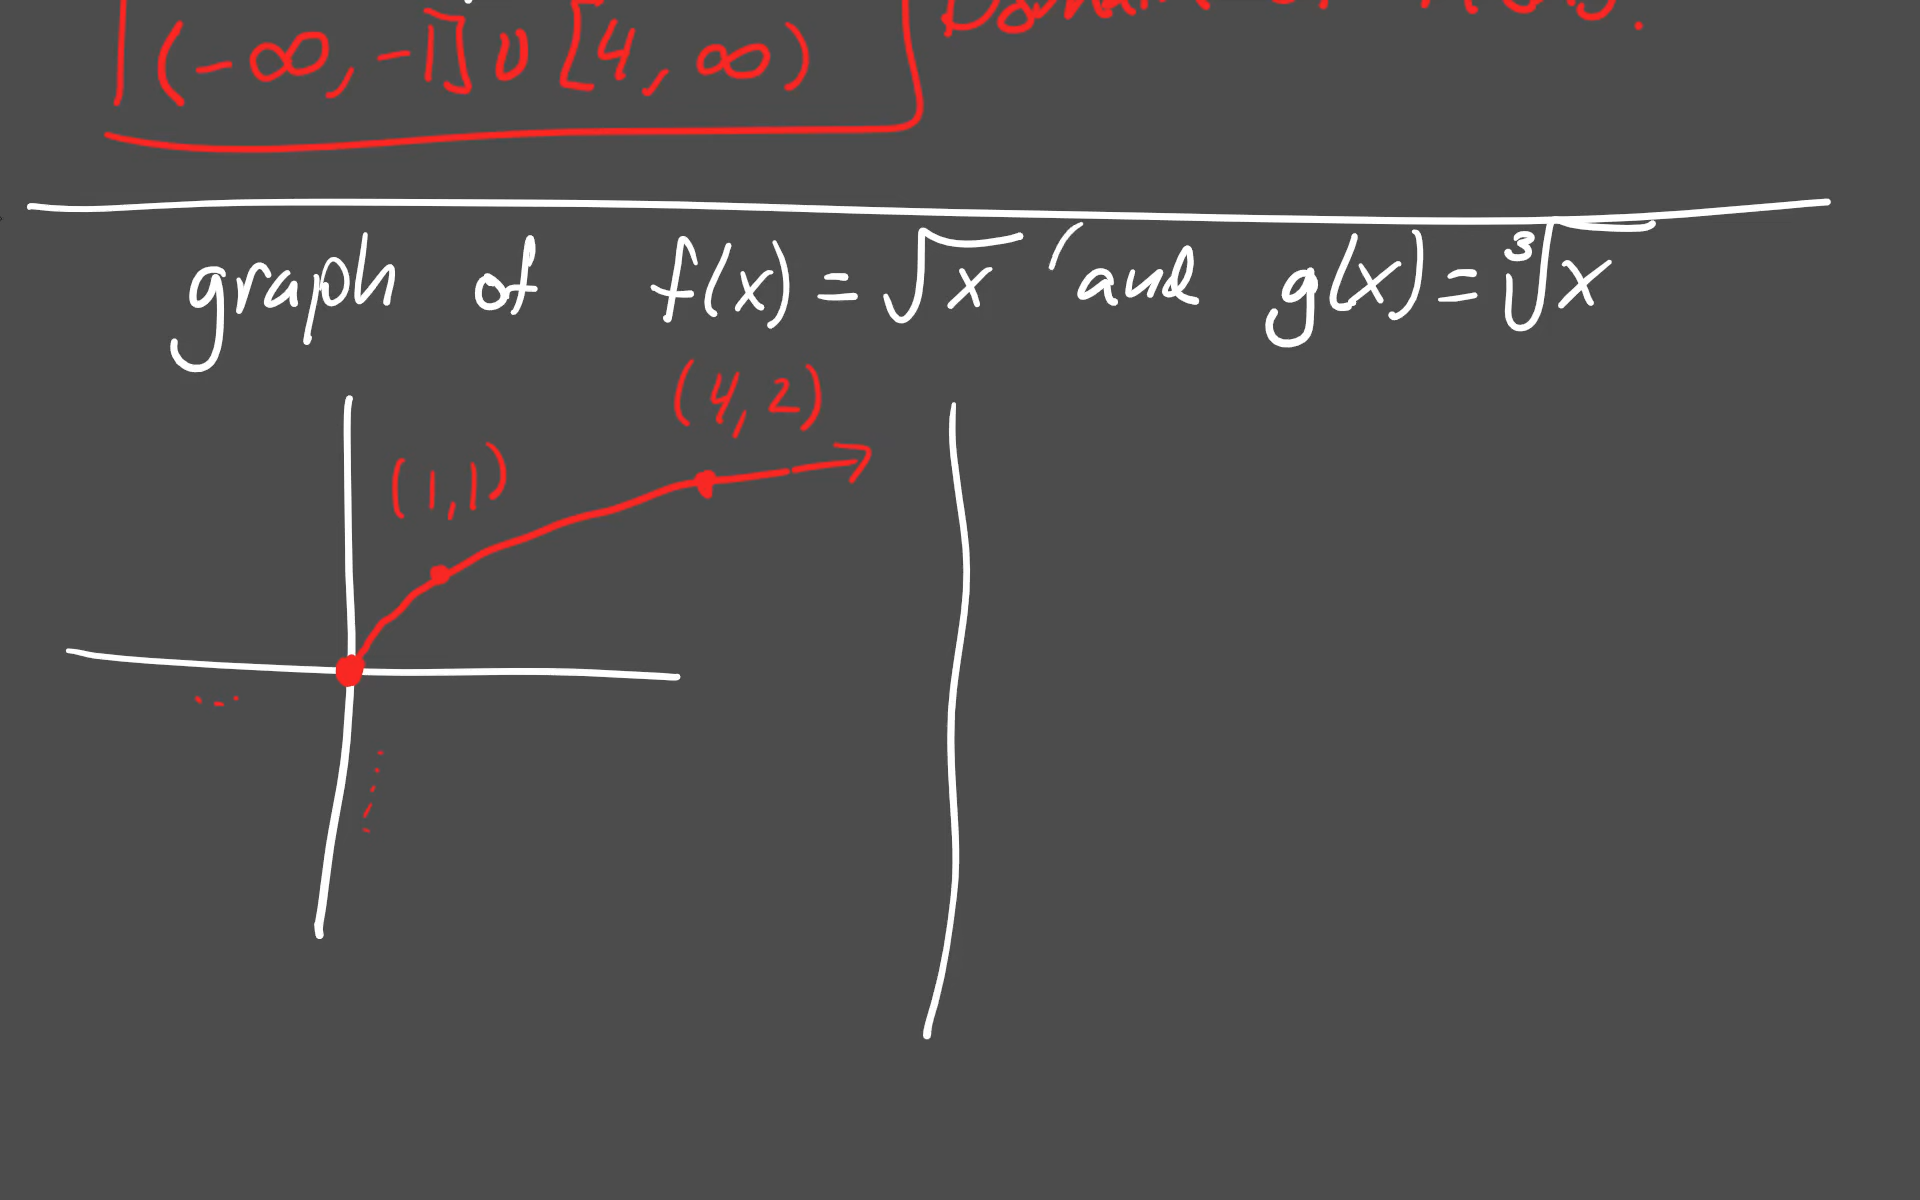 (-∞, -1] ∪ [4, ∞)
graph of f(x) = √x and g(x) = ∛x
(4, 2)
(1, 1)